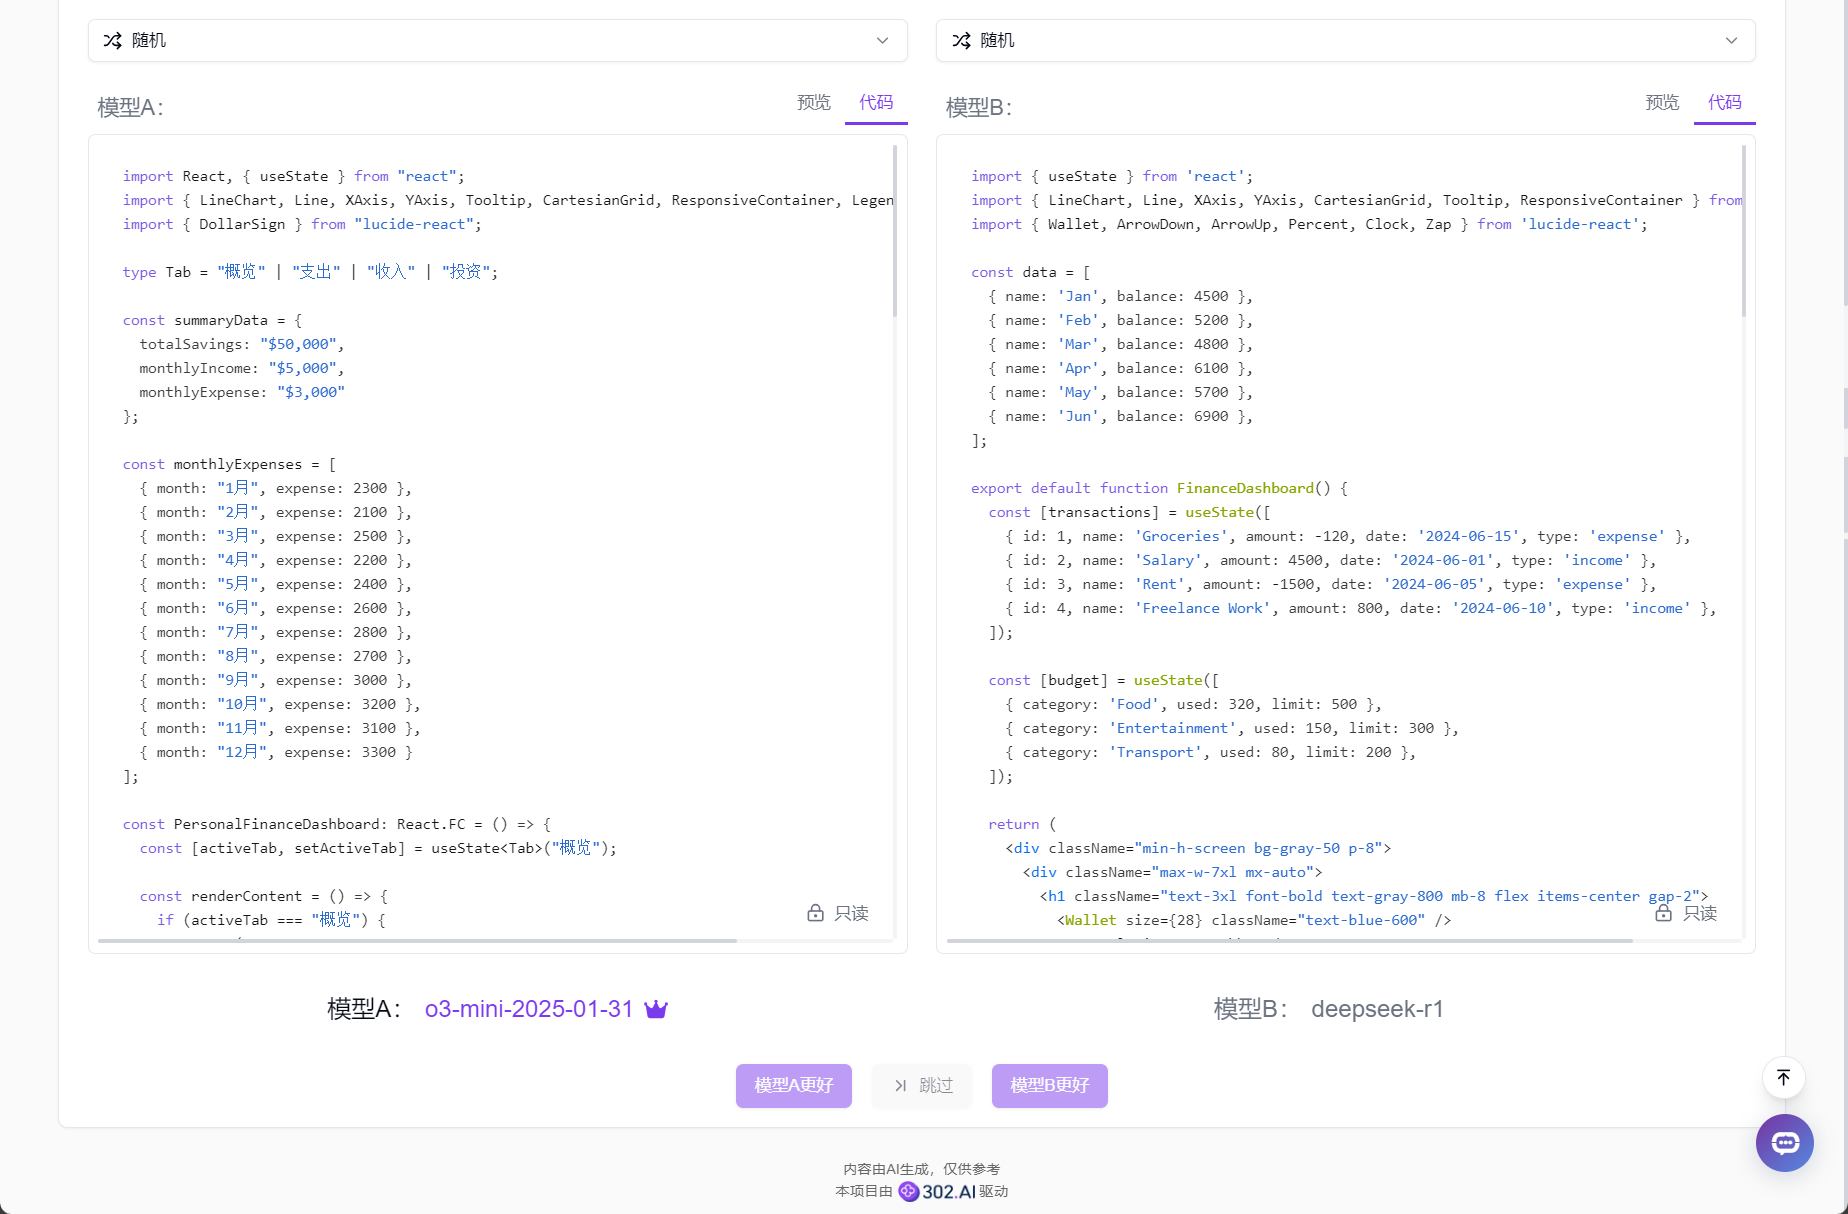 随机
随机
模型A：
预览
代码
import React, { useState } from "react";
import { LineChart, Line, XAxis, YAxis, Tooltip, CartesianGrid, ResponsiveContainer, Legen
import { DollarSign } from "lucide-react";
type Tab = "概览" | "支出" | "收入" | "投资";
const summaryData = {
totalSavings: "$50,000",
monthlyIncome: "$5,000",
monthlyExpense: "$3,000"
};
const monthlyExpenses = [
{ month: "1月", expense: 2300 },
{ month: "2月", expense: 2100 },
{ month: "3月", expense: 2500 },
{ month: "4月", expense: 2200 },
{ month: "5月", expense: 2400 },
{ month: "6月", expense: 2600 },
{ month: "7月", expense: 2800 },
{ month: "8月", expense: 2700 },
{ month: "9月", expense: 3000 },
{ month: "10月", expense: 3200 },
{ month: "11月", expense: 3100 },
{ month: "12月", expense: 3300 }
];
const PersonalFinanceDashboard: React.FC = () => {
const [activeTab, setActiveTab] = useState<Tab>("概览");
const renderContent = () => {
if (activeTab === "概览") {
只读
模型B：
预览
代码
import { useState } from 'react';
import { LineChart, Line, XAxis, YAxis, CartesianGrid, Tooltip, ResponsiveContainer } from
import { Wallet, ArrowDown, ArrowUp, Percent, Clock, Zap } from 'lucide-react';
const data = [
{ name: 'Jan', balance: 4500 },
{ name: 'Feb', balance: 5200 },
{ name: 'Mar', balance: 4800 },
{ name: 'Apr', balance: 6100 },
{ name: 'May', balance: 5700 },
{ name: 'Jun', balance: 6900 },
];
export default function FinanceDashboard() {
const [transactions] = useState([
{ id: 1, name: 'Groceries', amount: -120, date: '2024-06-15', type: 'expense' },
{ id: 2, name: 'Salary', amount: 4500, date: '2024-06-01', type: 'income' },
{ id: 3, name: 'Rent', amount: -1500, date: '2024-06-05', type: 'expense' },
{ id: 4, name: 'Freelance Work', amount: 800, date: '2024-06-10', type: 'income' },
]);
const [budget] = useState([
{ category: 'Food', used: 320, limit: 500 },
{ category: 'Entertainment', used: 150, limit: 300 },
{ category: 'Transport', used: 80, limit: 200 },
]);
return (
<div className="min-h-screen bg-gray-50 p-8">
<div className="max-w-7xl mx-auto">
<h1 className="text-3xl font-bold text-gray-800 mb-8 flex items-center gap-2">
<Wallet size={28} className="text-blue-600" />
只读
模型A： o3-mini-2025-01-31
模型B： deepseek-r1
模型A更好
跳过
模型B更好
内容由AI生成，仅供参考
本项目由 302.AI 驱动